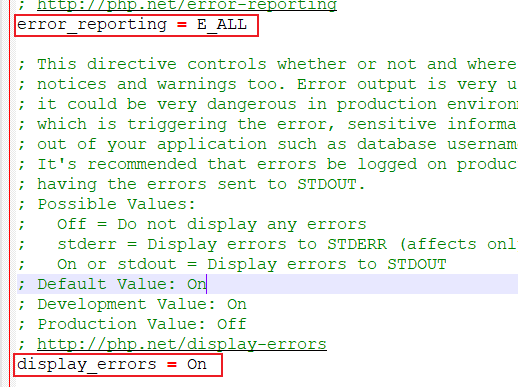 ; http://php.net/error-reporting
error_reporting = E_ALL
; This directive controls whether or not and where
; notices and warnings too. Error output is very u
; it could be very dangerous in production environm
; which is triggering the error, sensitive informa
; out of your application such as database usernam
; It's recommended that errors be logged on produc
; having the errors sent to STDOUT.
; Possible Values:
;   Off = Do not display any errors
;   stderr = Display errors to STDERR (affects onl
;   On or stdout = Display errors to STDOUT
; Default Value: On
; Development Value: On
; Production Value: Off
; http://php.net/display-errors
display_errors = On